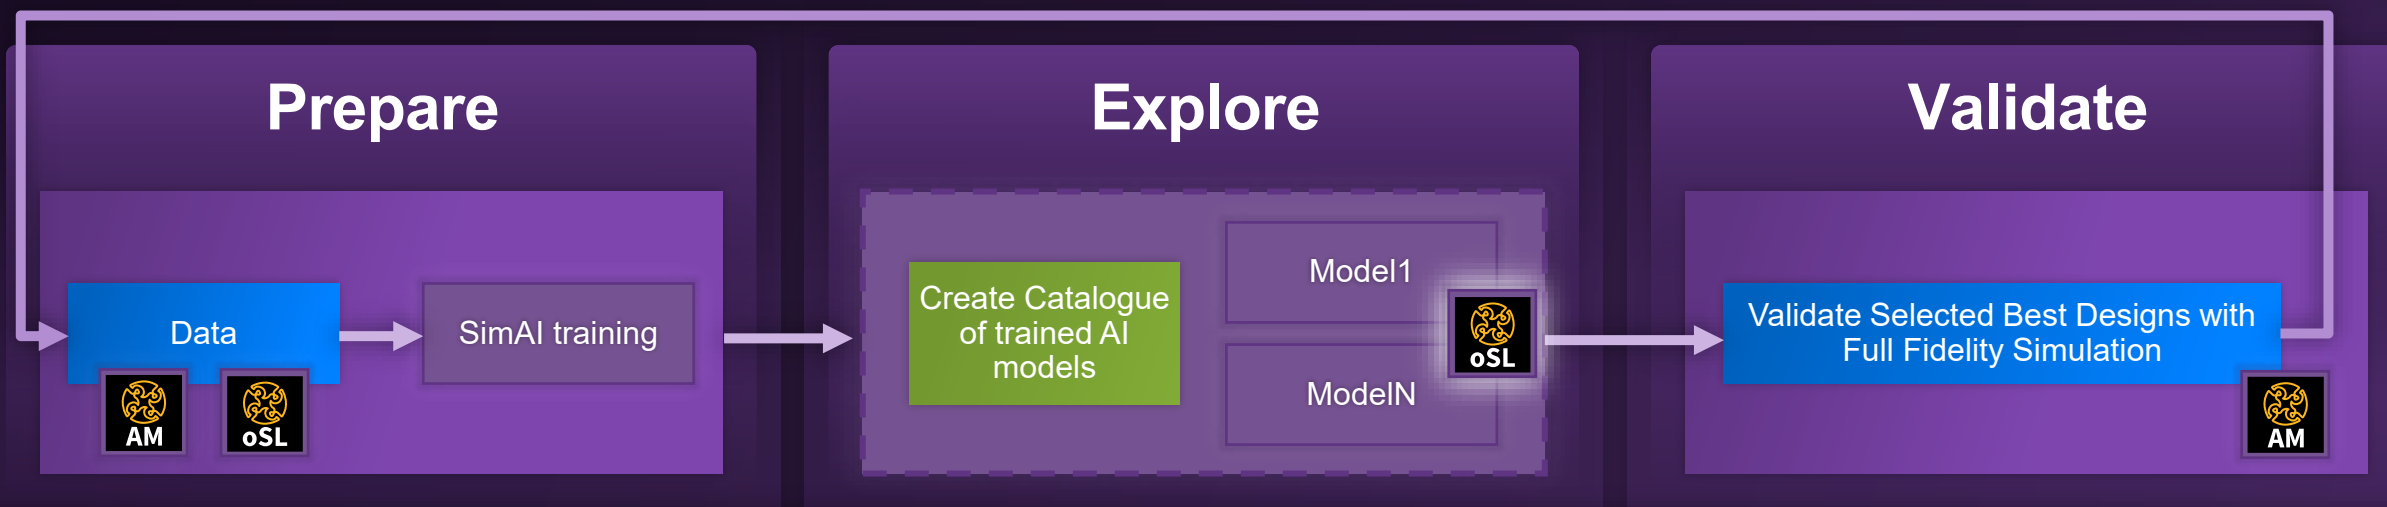 Prepare
Explore
Validate
Data
AM
oSL
SimAI training
Create Catalogue
of trained AI
models
Model1
ModelN
oSL
Validate Selected Best Designs with
Full Fidelity Simulation
AM